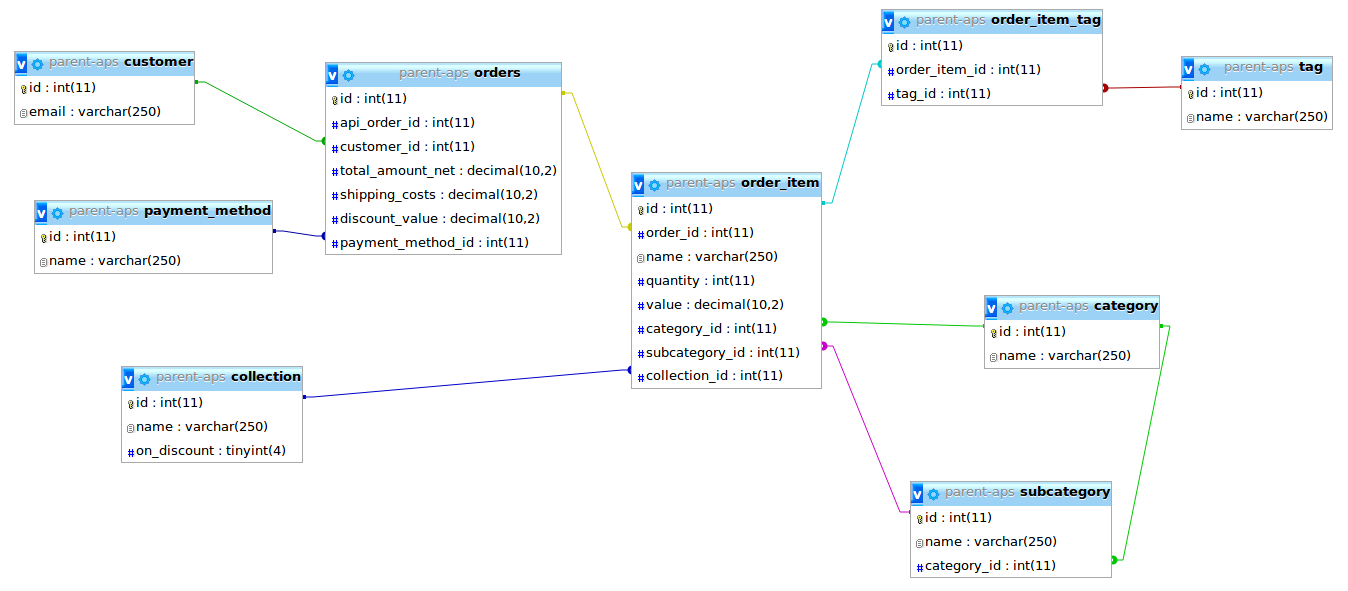 parent-aps customer
id : int(11)
email : varchar(250)
parent-aps payment_method
id : int(11)
name : varchar(250)
parent-aps collection
id : int(11)
name : varchar(250)
# on_discount : tinyint(4)
parent-aps orders
id : int(11)
# api_order_id : int(11)
# customer_id : int(11)
# total_amount_net : decimal(10,2)
# shipping_costs : decimal(10,2)
# discount_value : decimal(10,2)
# payment_method_id : int(11)
parent-aps order_item
id : int(11)
# order_id : int(11)
name : varchar(250)
# quantity : int(11)
# value : decimal(10,2)
# category_id : int(11)
# subcategory_id : int(11)
# collection_id : int(11)
parent-aps order_item_tag
id : int(11)
# order_item_id : int(11)
# tag_id : int(11)
parent-aps tag
id : int(11)
name : varchar(250)
parent-aps category
id : int(11)
name : varchar(250)
parent-aps subcategory
id : int(11)
name : varchar(250)
# category_id : int(11)